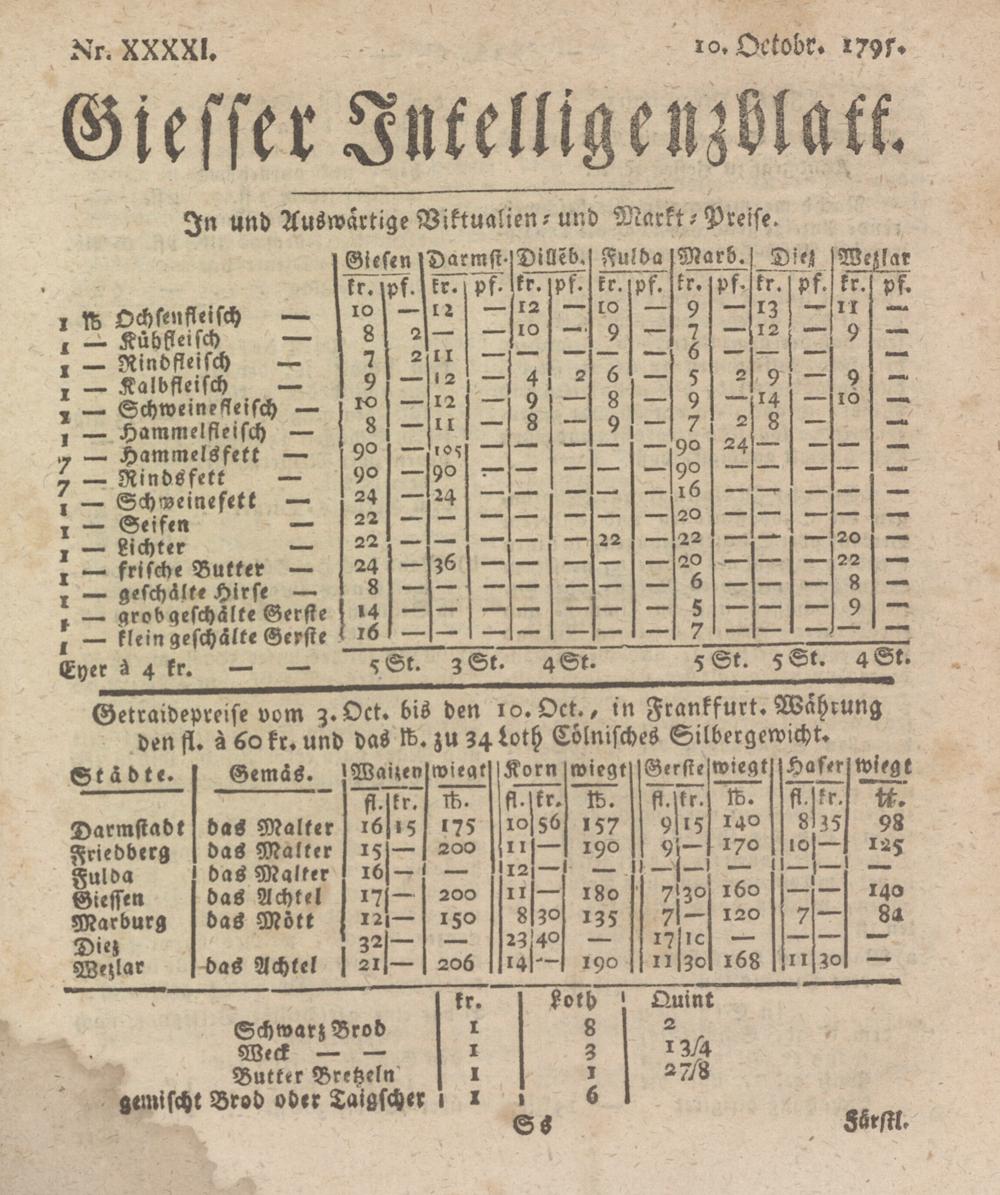 Nr. XXXXI. 10. Octobr. 1795.
Giesser Intelligenzblatt.
In und Auswärtige Viktualien- und Markt-Preise.
Giesen Darmst. Dilleb. Fulda Marb. Diez Wezlar
kr. pf. kr. pf. kr. pf. kr. pf. kr. pf. kr. pf. kr. pf.
1 ℔ Ochsenfleisch — 10 — 12 — 12 — 10 — 9 — 13 — 11 —
1 — Kühfleisch — 8 2 — — 10 — 9 — 7 — 12 — 9 —
1 — Rindfleisch 7 2 11 — — — — — 6 — — — — —
1 — Kalbfleisch — 9 — 12 — 4 2 6 — 5 2 9 — 9 —
1 — Schweinefleisch — 10 — 12 — 9 — 8 — 9 — 14 — 10 —
1 — Hammelfleisch — 8 — 11 — 8 — 9 — 7 2 8 — — —
7 — Hammelsfett — 90 — 105 — — — — — 90 24 — — — —
7 — Rindsfett — 90 — 90 — — — — — 90 — — — — —
1 — Schweinefett — 24 — 24 — — — — — 16 — — — — —
1 — Seifen — 22 — — — — — — — 20 — — — — —
1 — Lichter — 22 — — — — — 22 — 22 — — — 20 —
1 — frische Butter — 24 — 36 — — — — — 20 — — — 22 —
1 — geschälte Hirse — 8 — — — — — — — 6 — — — 8 —
1 — grobgeschälte Gerste 14 — — — — — — — 5 — — — 9 —
1 — klein geschälte Gerste 16 — — — — — — — 7 — — — — —
Eyer à 4 kr. — — 5 St. 3 St. 4 St. 5 St. 5 St. 4 St.
Getraidepreise vom 3. Oct. bis den 10. Oct., in Frankfurt. Währung
den fl. à 60 kr. und das ℔. zu 34 Loth Cölnisches Silbergewicht.
Städte. Gemäs. Waizen wiegt Korn wiegt Gerste wiegt Hafer wiegt
fl. kr. ℔. fl. kr. ℔. fl. kr. ℔. fl. kr. ℔.
Darmstadt das Malter 16 15 175 10 56 157 9 15 140 8 35 98
Friedberg das Malter 15 — 200 11 — 190 9 — 170 10 — 125
Fulda das Malter 16 — — 12 — — — — — — — —
Giessen das Achtel 17 — 200 11 — 180 7 30 160 — — 140
Marburg das Mött 12 — 150 8 30 135 7 — 120 7 —
Diez 32 — — 23 40 — 17 10 — — — —
Wezlar das Achtel 21 — 206 14 — 190 11 30 168 11 30 —
kr. Loth Quint
Schwarz Brod 1 8 2
Weck — — 1 3 1 3/4
Butter Bretzeln 1 1 2 7/8
gemischt Brod oder Taigscher 1 6
Ss Fürstl.